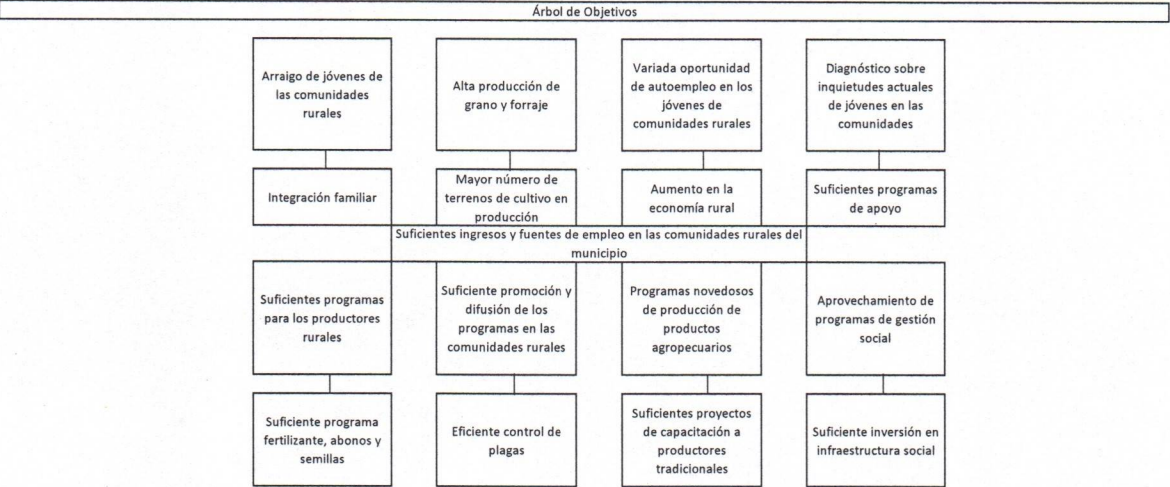 Árbol de Objetivos
Arraigo de jóvenes de
las comunidades
rurales
Alta producción de
grano y forraje
Variada oportunidad
de autoempleo en los
jóvenes de
comunidades rurales
Diagnóstico sobre
inquietudes actuales
de jóvenes en las
comunidades
Integración familiar
Mayor número de
terrenos de cultivo en
producción
Aumento en la
economía rural
Suficientes programas
de apoyo
Suficientes ingresos y fuentes de empleo en las comunidades rurales del
municipio
Suficientes programas
para los productores
rurales
Suficiente promoción y
difusión de los
programas en las
comunidades rurales
Programas novedosos
de producción de
productos
agropecuarios
Aprovechamiento de
programas de gestión
social
Suficiente programa
fertilizante, abonos y
semillas
Eficiente control de
plagas
Suficientes proyectos
de capacitación a
productores
tradicionales
Suficiente inversión en
infraestructura social